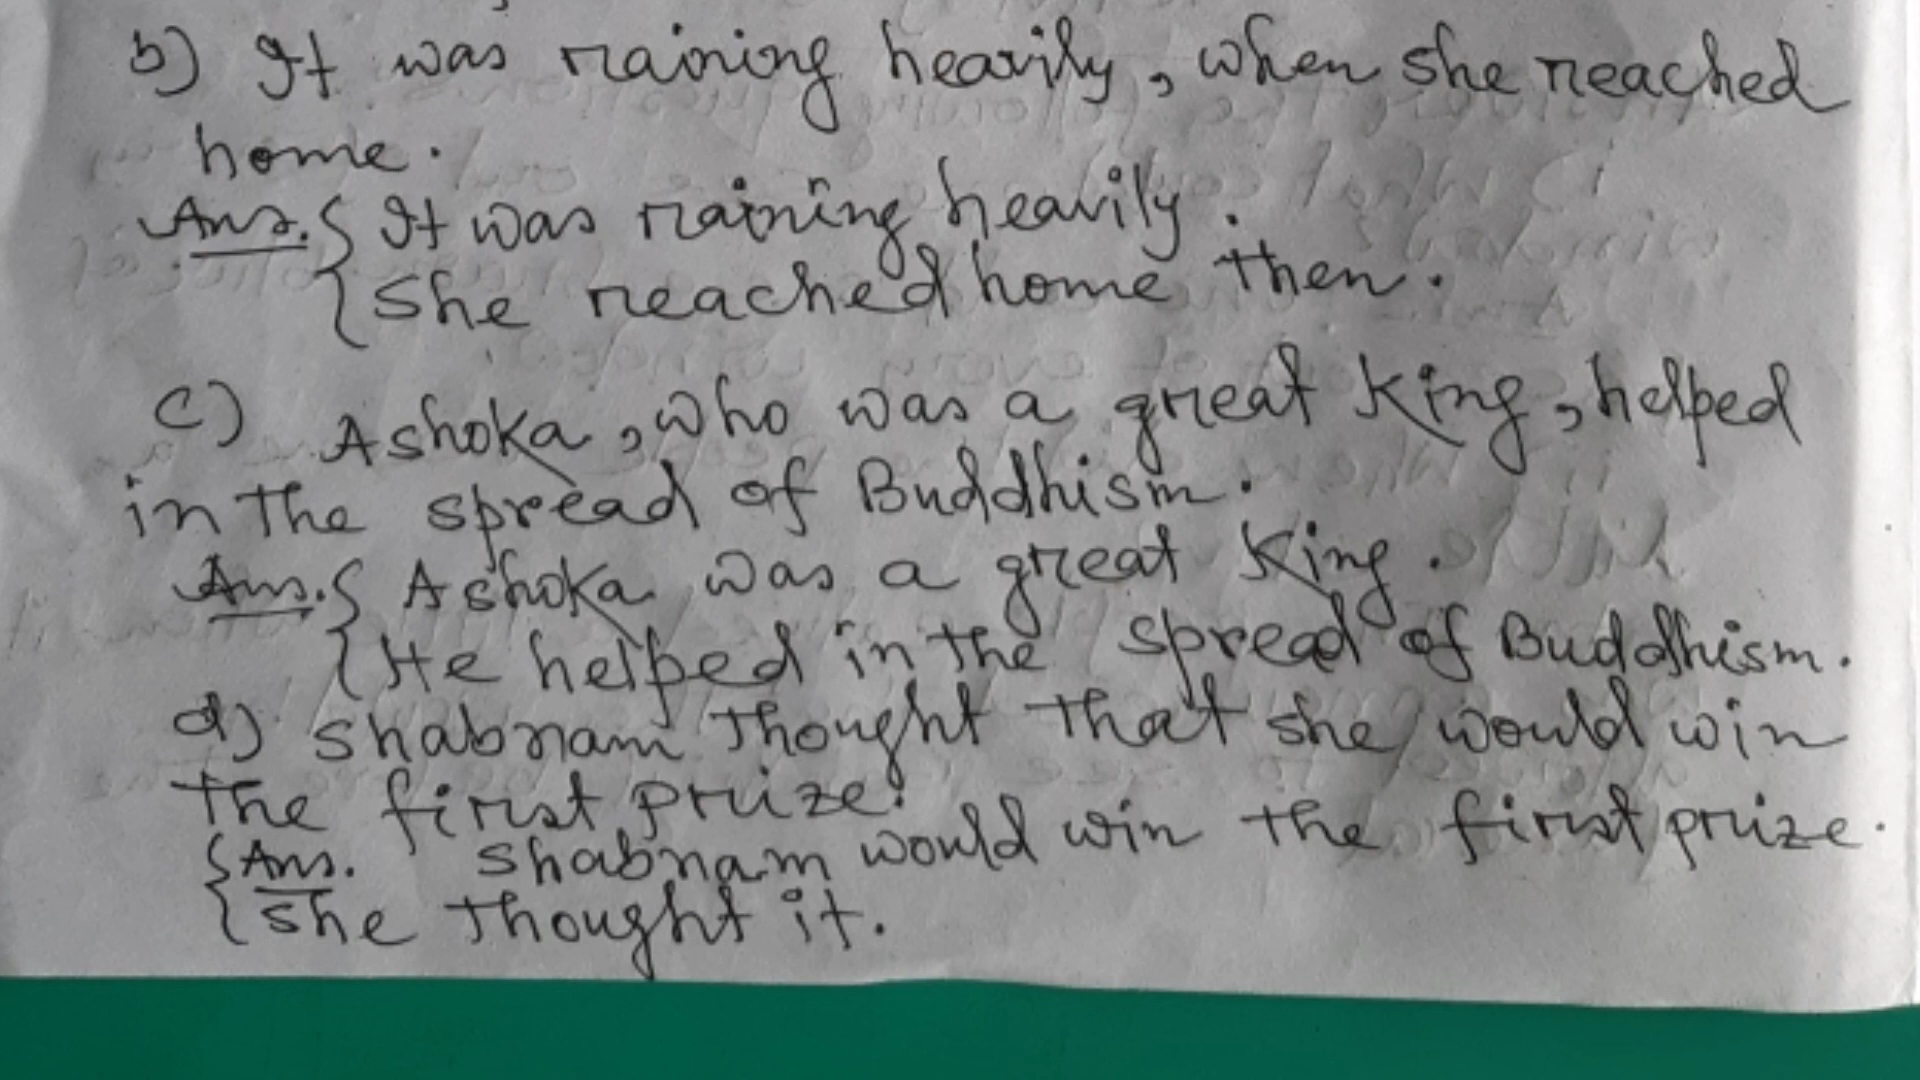 b) It was raining heavily, when she reached
home.
Ans. { It was raining heavily.
{ She reached home then.
c) Ashoka, who was a great King, helped
in the spread of Buddhism.
Ans. { Ashoka was a great King.
{ He helped in the spread of Buddhism.
d) Shabnam thought that she would win
the first prize.
{ Ans. Shabnam would win the first prize.
{ She thought it.